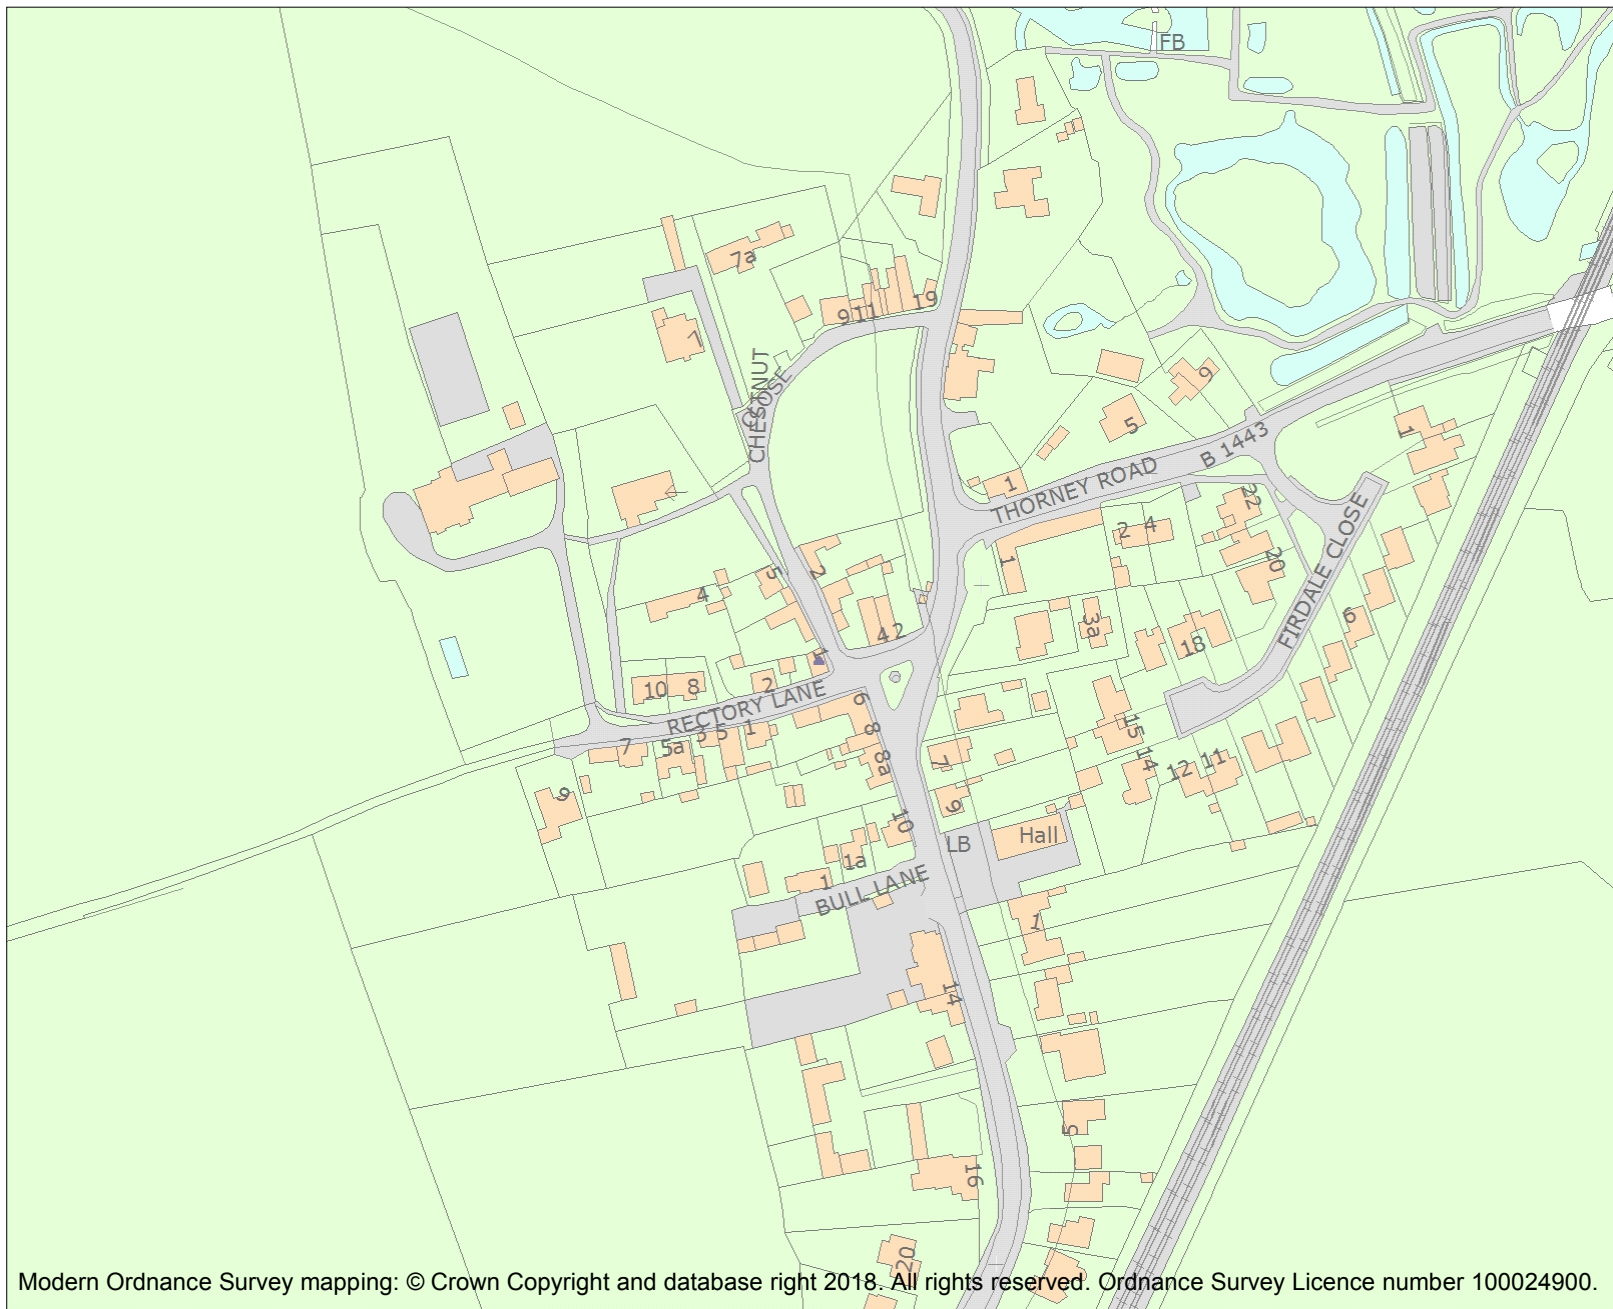 FB
7a
7
9 11
19
CHESTNUT
CLOSE
9
5
1
B 1443
THORNEY ROAD
1
22
2 4
1
20
FIRDALE CLOSE
5
2
4
3a
6
18
4 2
1
10 8
2
RECTORY LANE
6
8
8a
7
5a
3 5
1
7
15
14
12 11
9
9
10
LB
Hall
1a
1
BULL LANE
1
14
5
16
20
Modern Ordnance Survey mapping: © Crown Copyright and database right 2018. All rights reserved. Ordnance Survey Licence number 100024900.